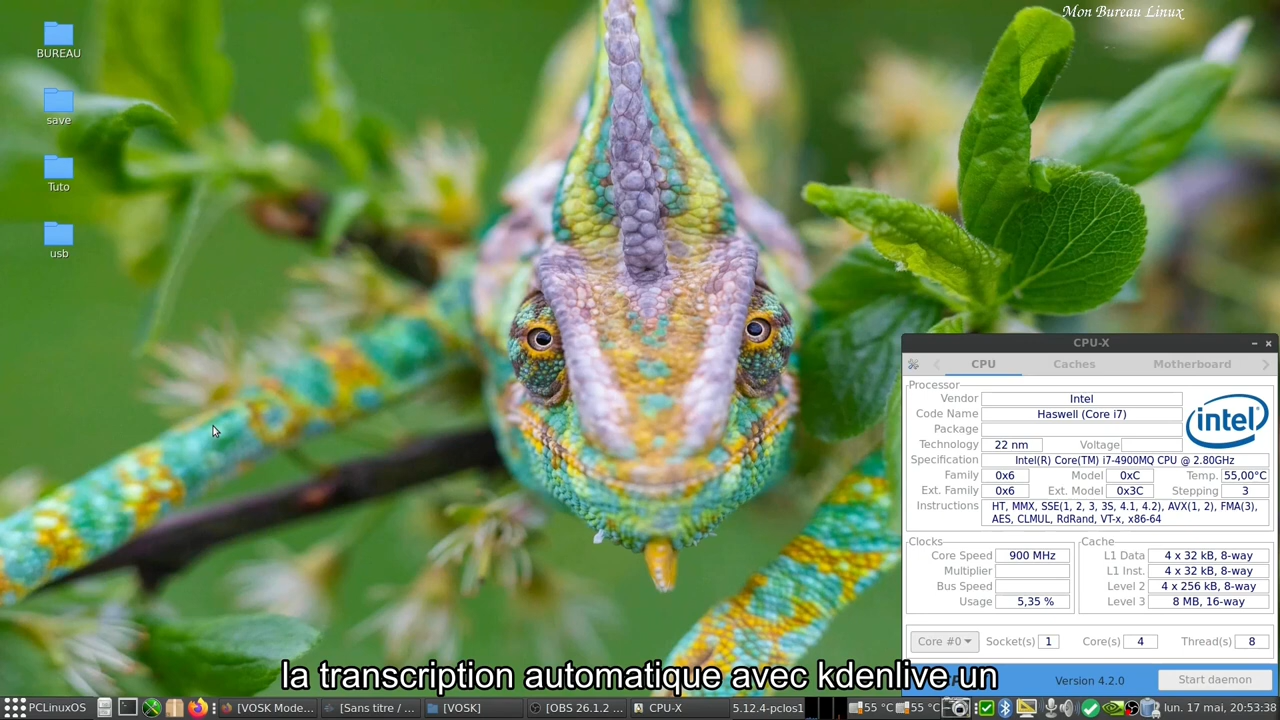 Mon Bureau Linux
BUREAU
save
Tuto
usb
CPU-X
CPU Caches Motherboard
Processor
Vendor Intel
Code Name Haswell (Core i7)
Package
Technology 22 nm Voltage
intel
Specification Intel(R) Core(TM) i7-4900MQ CPU @ 2.80GHz
Family 0x6 Model 0xC Temp. 55,00°C
Ext. Family 0x6 Ext. Model 0x3C Stepping 3
Instructions HT, MMX, SSE(1, 2, 3, 3S, 4.1, 4.2), AVX(1, 2), FMA(3),
AES, CLMUL, RdRand, VT-x, x86-64
Clocks Cache
Core Speed 900 MHz L1 Data 4 x 32 kB, 8-way
Multiplier L1 Inst. 4 x 32 kB, 8-way
Bus Speed Level 2 4 x 256 kB, 8-way
Usage 5,35 % Level 3 8 MB, 16-way
Core #0 Socket(s) 1 Core(s) 4 Thread(s) 8
Version 4.2.0 Start daemon
la transcription automatique avec kdenlive un
PCLinuxOS [VOSK Mode... [Sans titre / ... [VOSK] [OBS 26.1.2 ... CPU-X 5.12.4-pclos1 55 °C 55 °C lun. 17 mai, 20:53:38